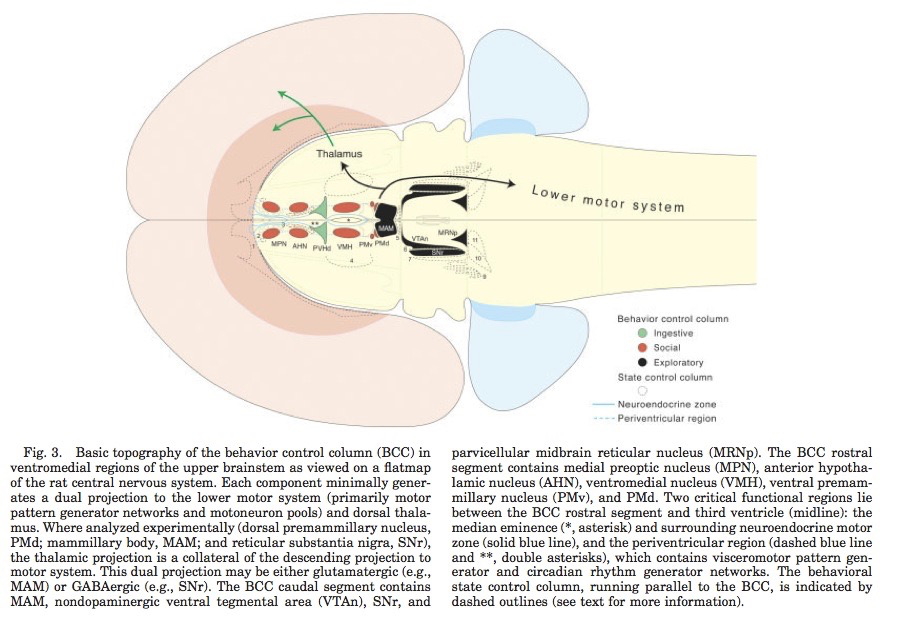 Thalamus
Lower motor system
MAM
VTAn
MRNp
SNr
MPN AHN PVHd VMH PMv PMd
1
2
3
4
5
6
7
9
10
11
*
**
Behavior control column
Ingestive
Social
Exploratory
State control column
Neuroendocrine zone
Periventricular region
Fig. 3. Basic topography of the behavior control column (BCC) in
ventromedial regions of the upper brainstem as viewed on a flatmap
of the rat central nervous system. Each component minimally gener-
ates a dual projection to the lower motor system (primarily motor
pattern generator networks and motoneuron pools) and dorsal thala-
mus. Where analyzed experimentally (dorsal premammillary nucleus,
PMd; mammillary body, MAM; and reticular substantia nigra, SNr),
the thalamic projection is a collateral of the descending projection to
motor system. This dual projection may be either glutamatergic (e.g.,
MAM) or GABAergic (e.g., SNr). The BCC caudal segment contains
MAM, nondopaminergic ventral tegmental area (VTAn), SNr, and
parvicellular midbrain reticular nucleus (MRNp). The BCC rostral
segment contains medial preoptic nucleus (MPN), anterior hypotha-
lamic nucleus (AHN), ventromedial nucleus (VMH), ventral premam-
millary nucleus (PMv), and PMd. Two critical functional regions lie
between the BCC rostral segment and third ventricle (midline): the
median eminence (*, asterisk) and surrounding neuroendocrine motor
zone (solid blue line), and the periventricular region (dashed blue line
and **, double asterisks), which contains visceromotor pattern gen-
erator and circadian rhythm generator networks. The behavioral
state control column, running parallel to the BCC, is indicated by
dashed outlines (see text for more information).